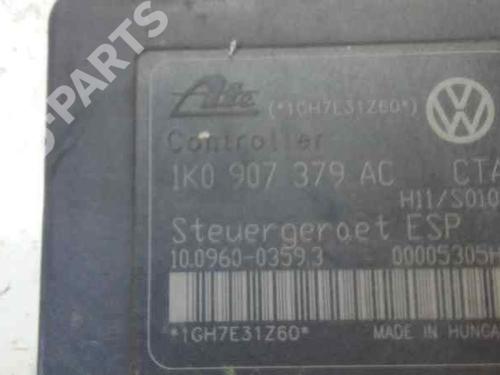 B-PARTS
Ate (*1GH7E31Z60*)
Controller
1K0 907 379 AC CTA
H11/S010
Steuergeraet ESP
10.0960-0359.3 00005305H
*1GH7E31Z60* MADE IN HUNGA